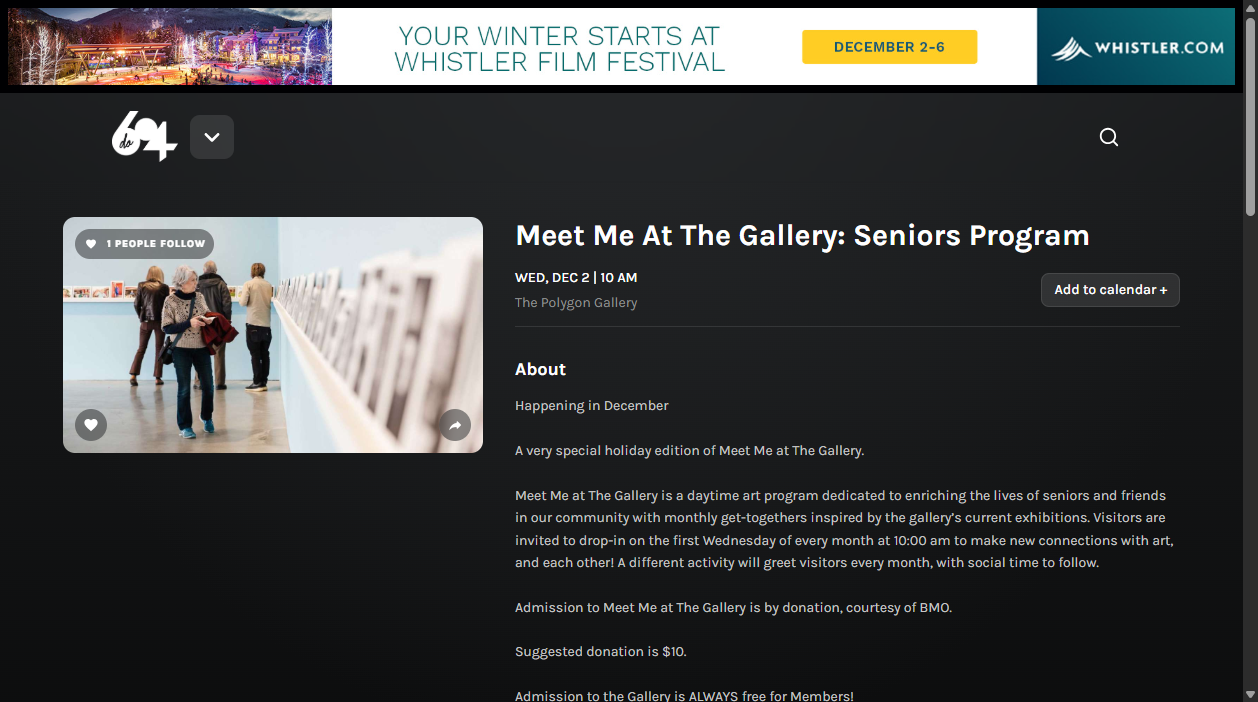 YOUR WINTER STARTS AT
WHISTLER FILM FESTIVAL
DECEMBER 2-6
WHISTLER.COM
do604
1 PEOPLE FOLLOW
Meet Me At The Gallery: Seniors Program
WED, DEC 2 | 10 AM
The Polygon Gallery
Add to calendar +
About
Happening in December
A very special holiday edition of Meet Me at The Gallery.
Meet Me at The Gallery is a daytime art program dedicated to enriching the lives of seniors and friends
in our community with monthly get-togethers inspired by the gallery's current exhibitions. Visitors are
invited to drop-in on the first Wednesday of every month at 10:00 am to make new connections with art,
and each other! A different activity will greet visitors every month, with social time to follow.
Admission to Meet Me at The Gallery is by donation, courtesy of BMO.
Suggested donation is $10.
Admission to the Gallery is ALWAYS free for Members!